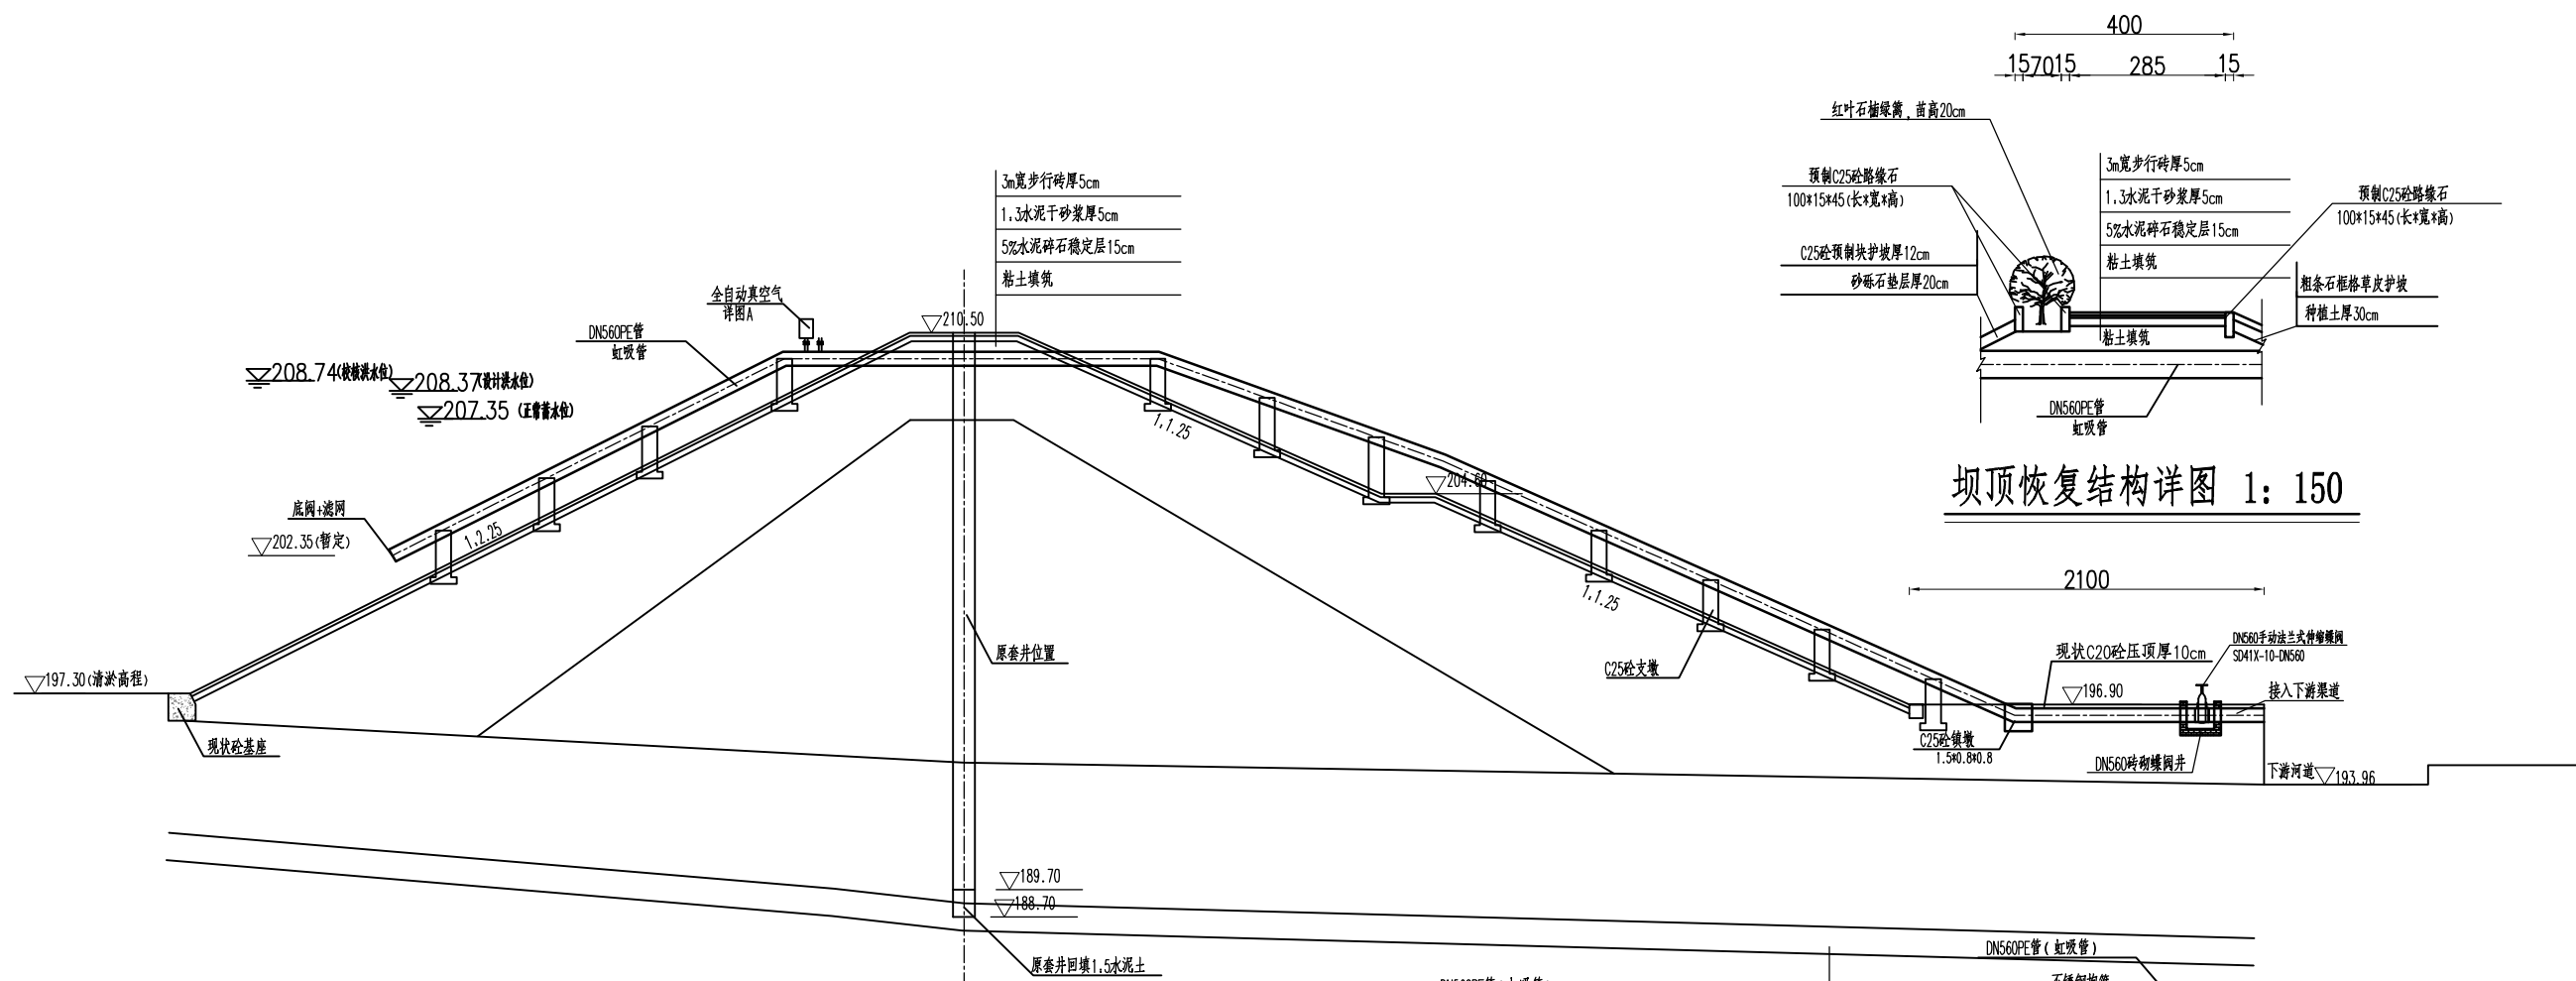 400
15 70 15 285 15
红叶石楠绿篱，苗高20cm
3m宽步行砖厚5cm
1:3水泥干砂浆厚5cm
5%水泥碎石稳定层15cm
粘土填筑
预制C25砼路缘石
100*15*45(长*宽*高)
C25砼预制块护坡厚12cm
砂砾石垫层厚20cm
3m宽步行砖厚5cm
1:3水泥干砂浆厚5cm
5%水泥碎石稳定层15cm
粘土填筑
预制C25砼路缘石
100*15*45(长*宽*高)
粗条石框格草皮护坡
种植土厚30cm
粘土填筑
DN560PE管
虹吸管
坝顶恢复结构详图 1: 150
全自动真空气
详图A
DN560PE管
虹吸管
210.50
208.74(校核洪水位)
208.37(设计洪水位)
207.35 (正常蓄水位)
底阀+滤网
202.35(暂定)
1:2.25
1:1.25
204.60
1:1.25
2100
197.30(清淤高程)
现状砼基座
原套井位置
C25砼支墩
现状C20砼压顶厚10cm
DN560手动法兰式伸缩蝶阀
SD41X-10-DN560
196.90
接入下游渠道
C25砼镇墩
1.5*0.8*0.8
DN560砖砌蝶阀井
下游河道
193.96
189.70
188.70
原套井回填1:5水泥土
DN560PE管(虹吸管)